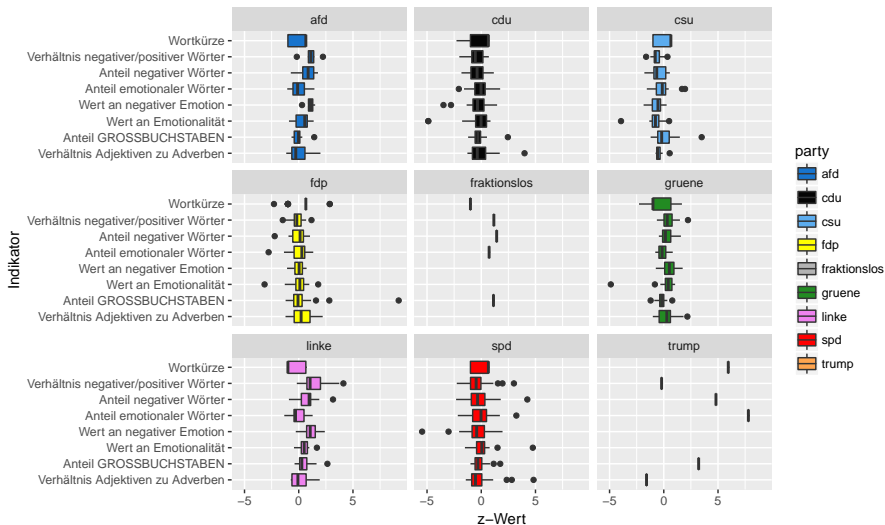 afd
cdu
csu
Wortkürze
Verhältnis negativer/positiver Wörter
Anteil negativer Wörter
Anteil emotionaler Wörter
Wert an negativer Emotion
Wert an Emotionalität
Anteil GROSSBUCHSTABEN
Verhältnis Adjektiven zu Adverben
fdp
fraktionslos
gruene
Wortkürze
Verhältnis negativer/positiver Wörter
Anteil negativer Wörter
Anteil emotionaler Wörter
Wert an negativer Emotion
Wert an Emotionalität
Anteil GROSSBUCHSTABEN
Verhältnis Adjektiven zu Adverben
linke
spd
trump
Wortkürze
Verhältnis negativer/positiver Wörter
Anteil negativer Wörter
Anteil emotionaler Wörter
Wert an negativer Emotion
Wert an Emotionalität
Anteil GROSSBUCHSTABEN
Verhältnis Adjektiven zu Adverben
−5 0 5 −5 0 5 −5 0 5
z−Wert
Indikator
party
afd
cdu
csu
fdp
fraktionslos
gruene
linke
spd
trump